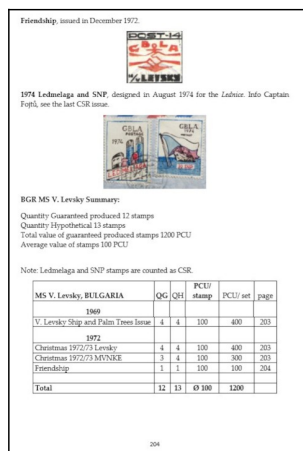 Friendship, issued in December 1972.
POST-14
M/S LEVSKY
1974 Ledmelaga and SNP, designed in August 1974 for the Lednice. Info Captain
Fojtů, see the last CSR issue.
1974
BGR MS V. Levsky Summary:
Quantity Guaranteed produced 12 stamps
Quantity Hypothetical 13 stamps
Total value of guaranteed produced stamps 1200 PCU
Average value of stamps 100 PCU
Note: Ledmelaga and SNP stamps are counted as CSR.
MS V. Levsky, BULGARIA QG QH PCU/ stamp PCU/ set page
1969
V. Levsky Ship and Palm Trees Issue 4 4 100 400 203
1972
Christmas 1972/73 Levsky 4 4 100 400 203
Christmas 1972/73 MVNKE 3 4 100 300 203
Friendship 1 1 100 100 204
Total 12 13 Ø 100 1200
204